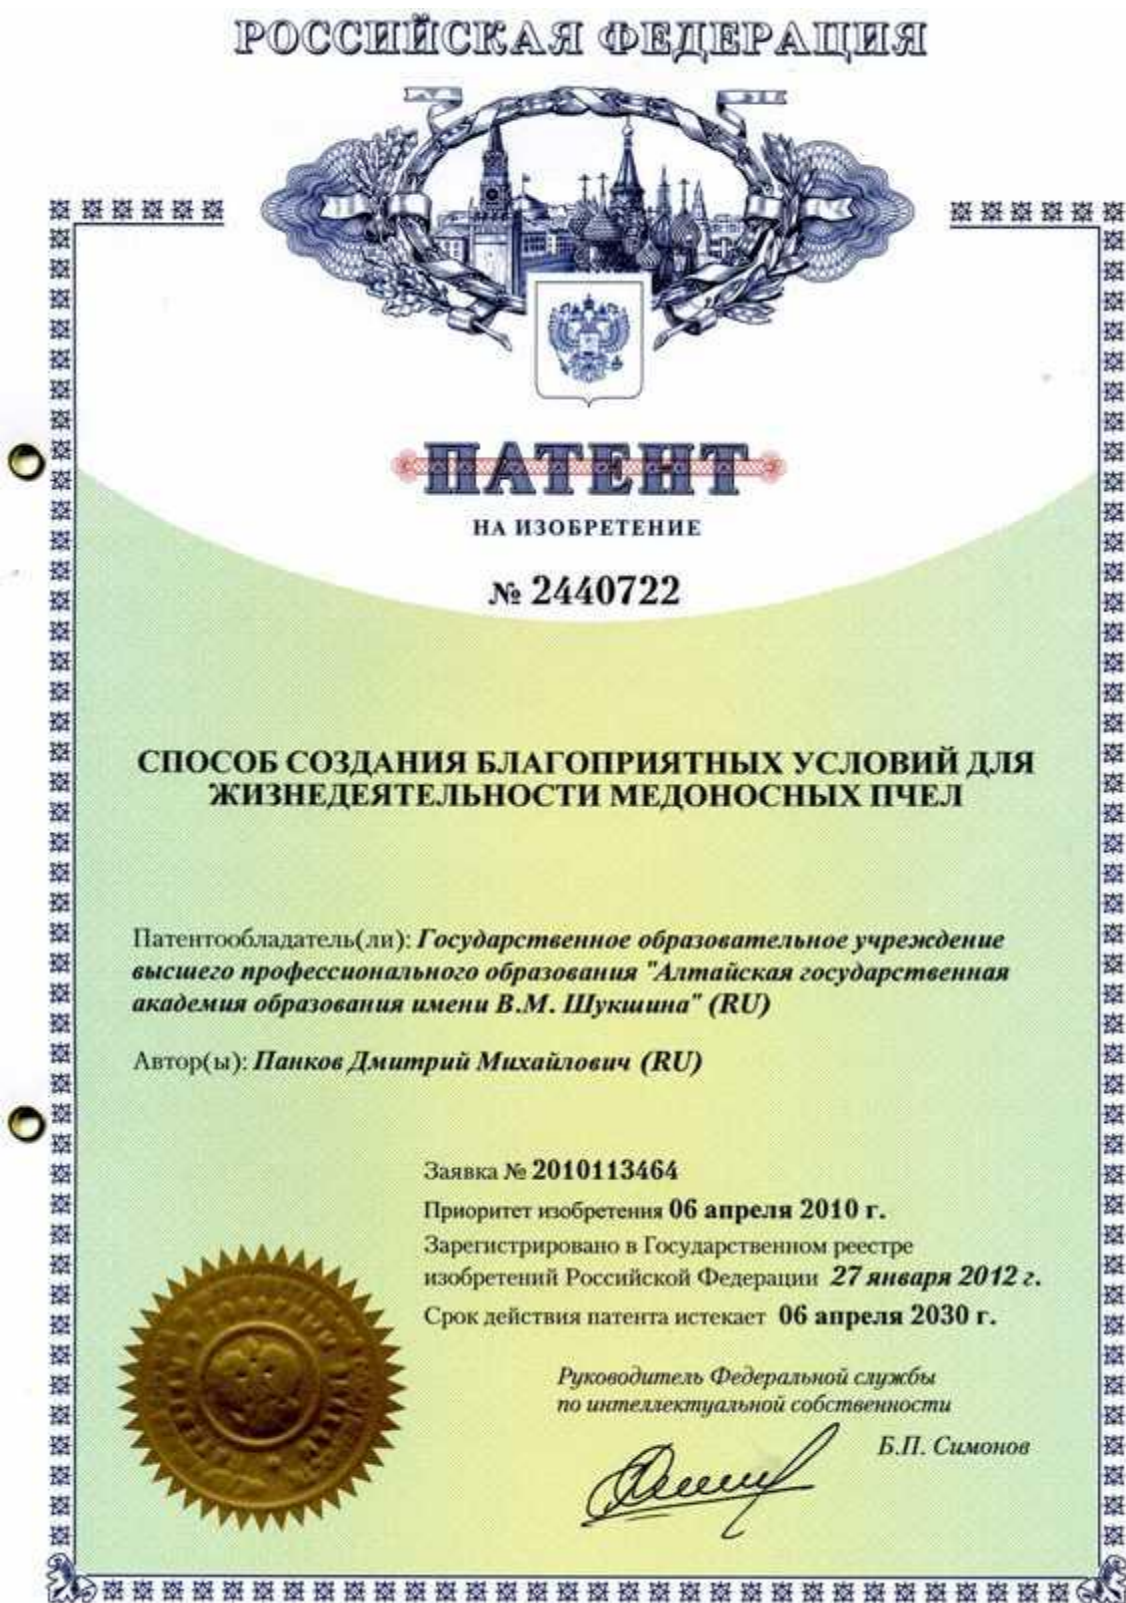 РОССИЙСКАЯ ФЕДЕРАЦИЯ
ПАТЕНТ
НА ИЗОБРЕТЕНИЕ
№ 2440722
СПОСОБ СОЗДАНИЯ БЛАГОПРИЯТНЫХ УСЛОВИЙ ДЛЯ
ЖИЗНЕДЕЯТЕЛЬНОСТИ МЕДОНОСНЫХ ПЧЕЛ
Патентообладатель(ли): Государственное образовательное учреждение
высшего профессионального образования "Алтайская государственная
академия образования имени В.М. Шукшина" (RU)
Автор(ы): Панков Дмитрий Михайлович (RU)
Заявка № 2010113464
Приоритет изобретения 06 апреля 2010 г.
Зарегистрировано в Государственном реестре
изобретений Российской Федерации 27 января 2012 г.
Срок действия патента истекает 06 апреля 2030 г.
Руководитель Федеральной службы
по интеллектуальной собственности
Б.П. Симонов